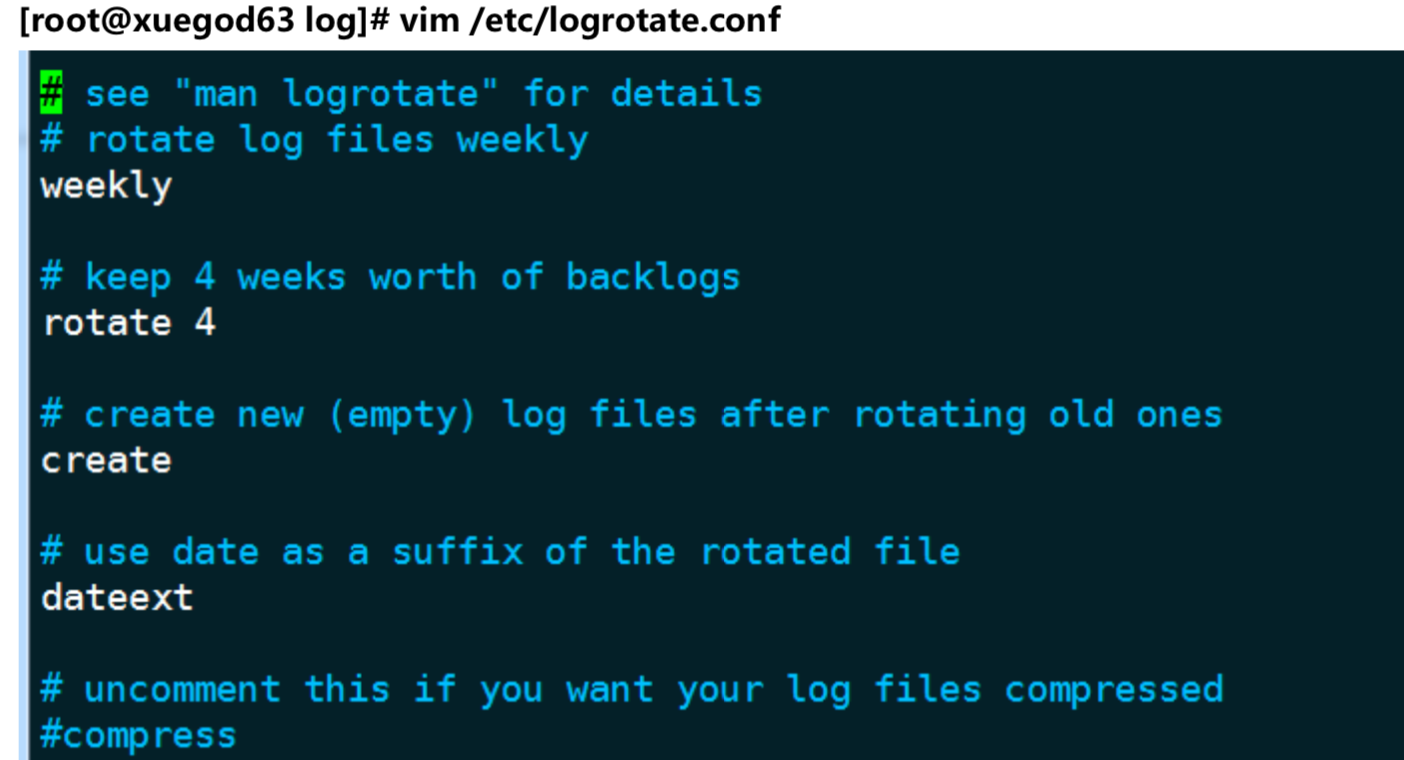 [root@xuegod63 log]# vim /etc/logrotate.conf
# see "man logrotate" for details
# rotate log files weekly
weekly
# keep 4 weeks worth of backlogs
rotate 4
# create new (empty) log files after rotating old ones
create
# use date as a suffix of the rotated file
dateext
# uncomment this if you want your log files compressed
#compress